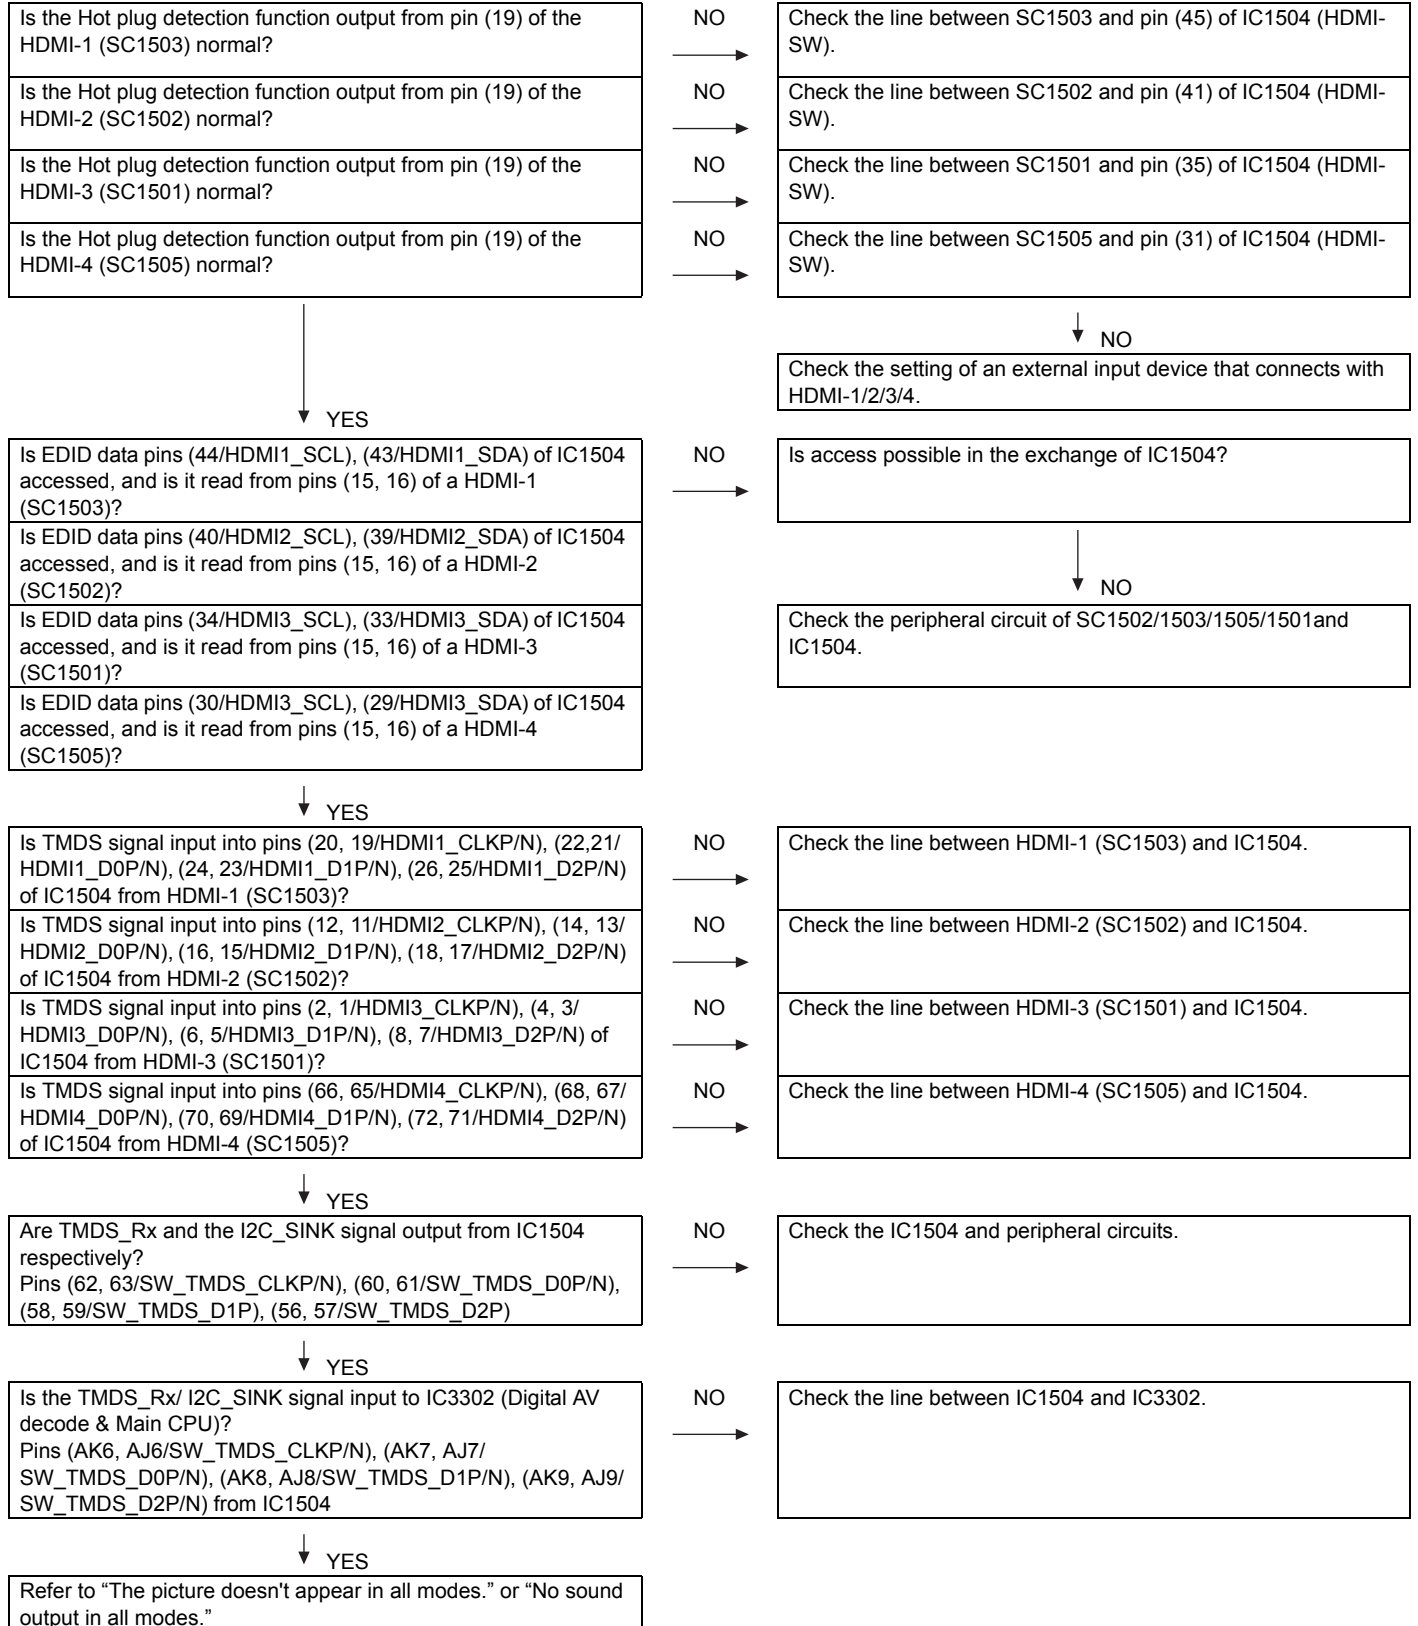 Is the Hot plug detection function output from pin (19) of the
HDMI-1 (SC1503) normal?
NO
Check the line between SC1503 and pin (45) of IC1504 (HDMI-
SW).
Is the Hot plug detection function output from pin (19) of the
HDMI-2 (SC1502) normal?
NO
Check the line between SC1502 and pin (41) of IC1504 (HDMI-
SW).
Is the Hot plug detection function output from pin (19) of the
HDMI-3 (SC1501) normal?
NO
Check the line between SC1501 and pin (35) of IC1504 (HDMI-
SW).
Is the Hot plug detection function output from pin (19) of the
HDMI-4 (SC1505) normal?
NO
Check the line between SC1505 and pin (31) of IC1504 (HDMI-
SW).
NO
Check the setting of an external input device that connects with
HDMI-1/2/3/4.
YES
Is EDID data pins (44/HDMI1_SCL), (43/HDMI1_SDA) of IC1504
accessed, and is it read from pins (15, 16) of a HDMI-1
(SC1503)?
NO
Is access possible in the exchange of IC1504?
Is EDID data pins (40/HDMI2_SCL), (39/HDMI2_SDA) of IC1504
accessed, and is it read from pins (15, 16) of a HDMI-2
(SC1502)?
NO
Is EDID data pins (34/HDMI3_SCL), (33/HDMI3_SDA) of IC1504
accessed, and is it read from pins (15, 16) of a HDMI-3
(SC1501)?
Check the peripheral circuit of SC1502/1503/1505/1501and
IC1504.
Is EDID data pins (30/HDMI3_SCL), (29/HDMI3_SDA) of IC1504
accessed, and is it read from pins (15, 16) of a HDMI-4
(SC1505)?
YES
Is TMDS signal input into pins (20, 19/HDMI1_CLKP/N), (22,21/
HDMI1_D0P/N), (24, 23/HDMI1_D1P/N), (26, 25/HDMI1_D2P/N)
of IC1504 from HDMI-1 (SC1503)?
NO
Check the line between HDMI-1 (SC1503) and IC1504.
Is TMDS signal input into pins (12, 11/HDMI2_CLKP/N), (14, 13/
HDMI2_D0P/N), (16, 15/HDMI2_D1P/N), (18, 17/HDMI2_D2P/N)
of IC1504 from HDMI-2 (SC1502)?
NO
Check the line between HDMI-2 (SC1502) and IC1504.
Is TMDS signal input into pins (2, 1/HDMI3_CLKP/N), (4, 3/
HDMI3_D0P/N), (6, 5/HDMI3_D1P/N), (8, 7/HDMI3_D2P/N) of
IC1504 from HDMI-3 (SC1501)?
NO
Check the line between HDMI-3 (SC1501) and IC1504.
Is TMDS signal input into pins (66, 65/HDMI4_CLKP/N), (68, 67/
HDMI4_D0P/N), (70, 69/HDMI4_D1P/N), (72, 71/HDMI4_D2P/N)
of IC1504 from HDMI-4 (SC1505)?
NO
Check the line between HDMI-4 (SC1505) and IC1504.
YES
Are TMDS_Rx and the I2C_SINK signal output from IC1504
respectively?
Pins (62, 63/SW_TMDS_CLKP/N), (60, 61/SW_TMDS_D0P/N),
(58, 59/SW_TMDS_D1P), (56, 57/SW_TMDS_D2P)
NO
Check the IC1504 and peripheral circuits.
YES
Is the TMDS_Rx/ I2C_SINK signal input to IC3302 (Digital AV
decode & Main CPU)?
Pins (AK6, AJ6/SW_TMDS_CLKP/N), (AK7, AJ7/
SW_TMDS_D0P/N), (AK8, AJ8/SW_TMDS_D1P/N), (AK9, AJ9/
SW_TMDS_D2P/N) from IC1504
NO
Check the line between IC1504 and IC3302.
YES
Refer to “The picture doesn't appear in all modes.” or “No sound
output in all modes.”